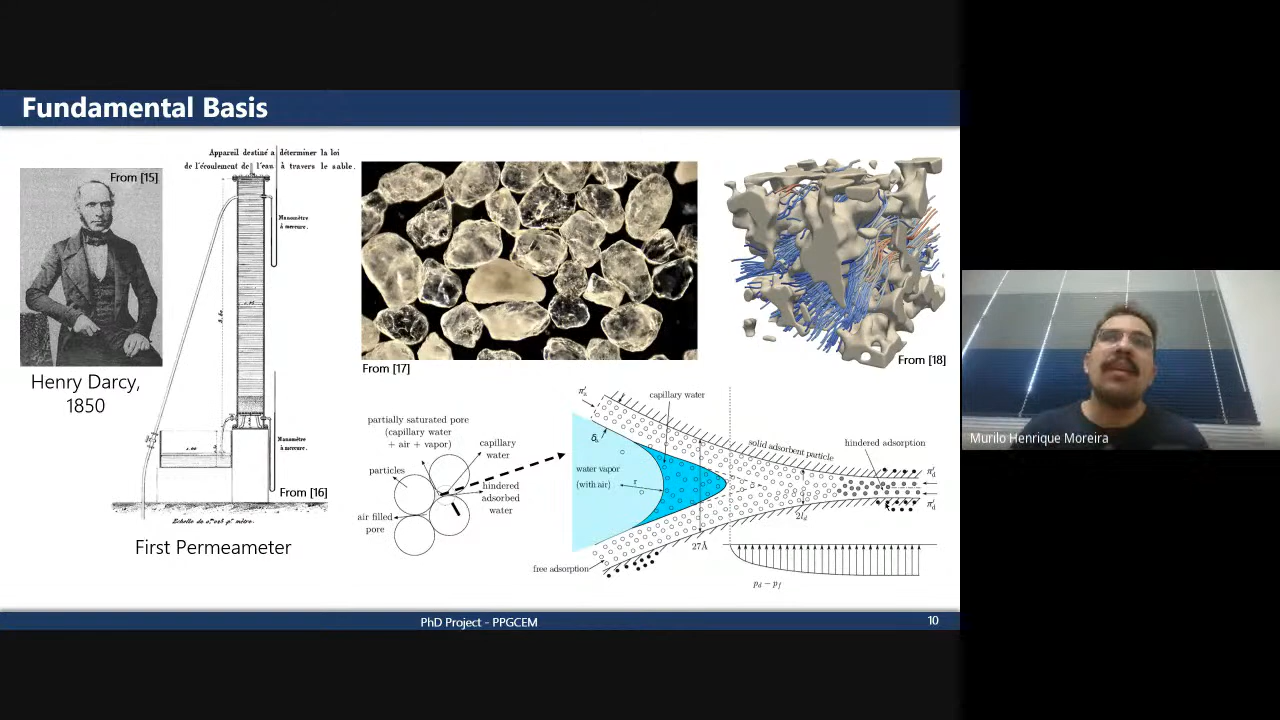 Fundamental Basis
From [15]
Henry Darcy,
1850
Appareil destiné à déterminer la loi
de l'écoulement de l'eau à travers le sable.
Manomètre
à mercure.
Manomètre
à mercure.
From [16]
First Permeameter
From [17]
From [18]
partially saturated pore
(capillary water
+ air + vapor)
capillary
water
particles
hindered
adsorbed
water
air filled
pore
capillary water
solid adsorbent particle
hindered adsorption
water vapor
(with air)
r
2l_d
27Å
free adsorption
p_d − p_f
PhD Project - PPGCEM
10
Murilo Henrique Moreira